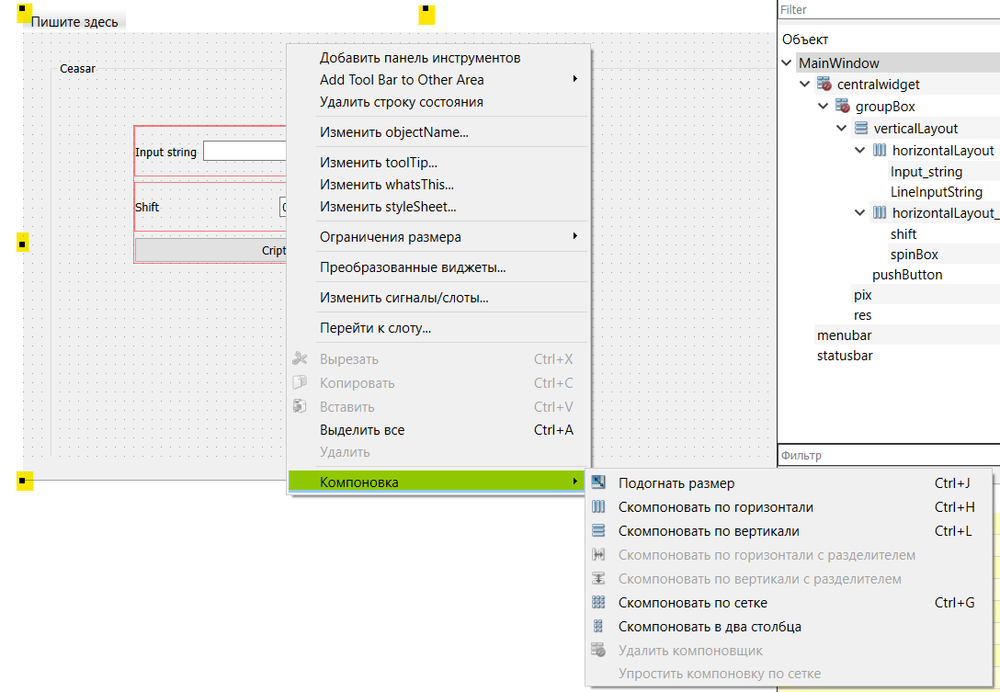 Пишите здесь
Ceasar
Input string
Shift
0
Cript
Добавить панель инструментов
Add Tool Bar to Other Area
Удалить строку состояния
Изменить objectName...
Изменить toolTip...
Изменить whatsThis...
Изменить styleSheet...
Ограничения размера
Преобразованные виджеты...
Изменить сигналы/слоты...
Перейти к слоту...
Вырезать Ctrl+X
Копировать Ctrl+C
Вставить Ctrl+V
Выделить все Ctrl+A
Удалить
Компоновка
Подогнать размер Ctrl+J
Скомпоновать по горизонтали Ctrl+H
Скомпоновать по вертикали Ctrl+L
Скомпоновать по горизонтали с разделителем
Скомпоновать по вертикали с разделителем
Скомпоновать по сетке Ctrl+G
Скомпоновать в два столбца
Удалить компоновщик
Упростить компоновку по сетке
Filter
Объект
MainWindow
centralwidget
groupBox
verticalLayout
horizontalLayout
Input_string
LineInputString
horizontalLayout_
shift
spinBox
pushButton
pix
res
menubar
statusbar
Фильтр